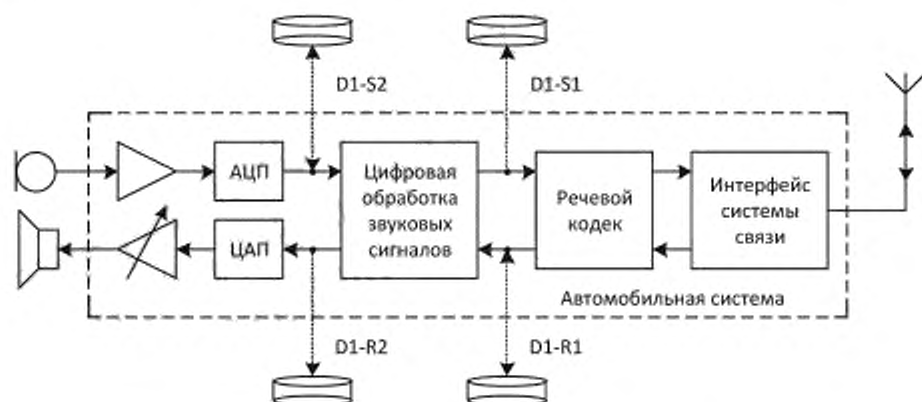 D1-S2
D1-S1
АЦП
Цифровая
обработка
звуковых
сигналов
Речевой
кодек
Интерфейс
системы
связи
ЦАП
Автомобильная система
D1-R2
D1-R1